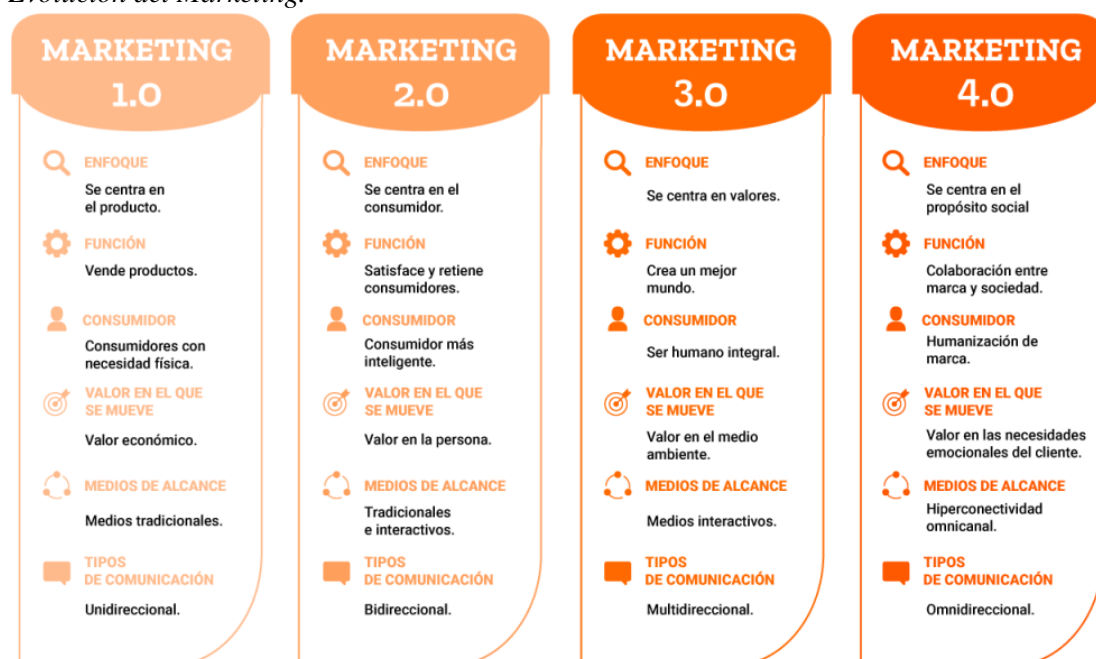 Evolución del Marketing.
MARKETING
1.0
ENFOQUE
Se centra en
el producto.
FUNCIÓN
Vende productos.
CONSUMIDOR
Consumidores con
necesidad física.
VALOR EN EL QUE
SE MUEVE
Valor económico.
MEDIOS DE ALCANCE
Medios tradicionales.
TIPOS
DE COMUNICACIÓN
Unidireccional.
MARKETING
2.0
ENFOQUE
Se centra en el
consumidor.
FUNCIÓN
Satisface y retiene
consumidores.
CONSUMIDOR
Consumidor más
inteligente.
VALOR EN EL QUE
SE MUEVE
Valor en la persona.
MEDIOS DE ALCANCE
Tradicionales
e interactivos.
TIPOS
DE COMUNICACIÓN
Bidireccional.
MARKETING
3.0
ENFOQUE
Se centra en valores.
FUNCIÓN
Crea un mejor
mundo.
CONSUMIDOR
Ser humano integral.
VALOR EN EL QUE
SE MUEVE
Valor en el medio
ambiente.
MEDIOS DE ALCANCE
Medios interactivos.
TIPOS
DE COMUNICACIÓN
Multidireccional.
MARKETING
4.0
ENFOQUE
Se centra en el
propósito social
FUNCIÓN
Colaboración entre
marca y sociedad.
CONSUMIDOR
Humanización de
marca.
VALOR EN EL QUE
SE MUEVE
Valor en las necesidades
emocionales del cliente.
MEDIOS DE ALCANCE
Hiperconectividad
omnicanal.
TIPOS
DE COMUNICACIÓN
Omnidireccional.